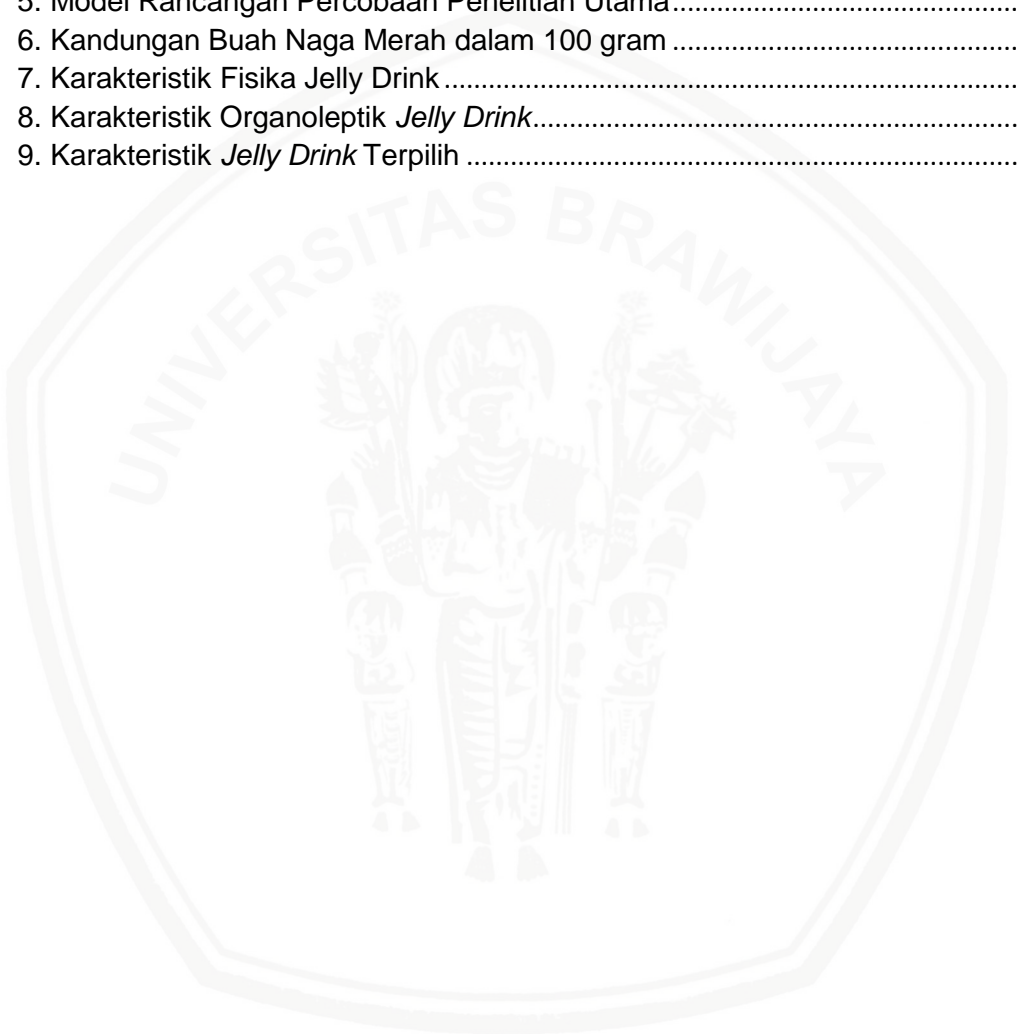 5. Model Rancangan Percobaan Penelitian Utama........................................
6. Kandungan Buah Naga Merah dalam 100 gram ........................................
7. Karakteristik Fisika Jelly Drink....................................................................
8. Karakteristik Organoleptik Jelly Drink.........................................................
9. Karakteristik Jelly Drink Terpilih .................................................................
UNIVERSITAS BRAWIJAYA